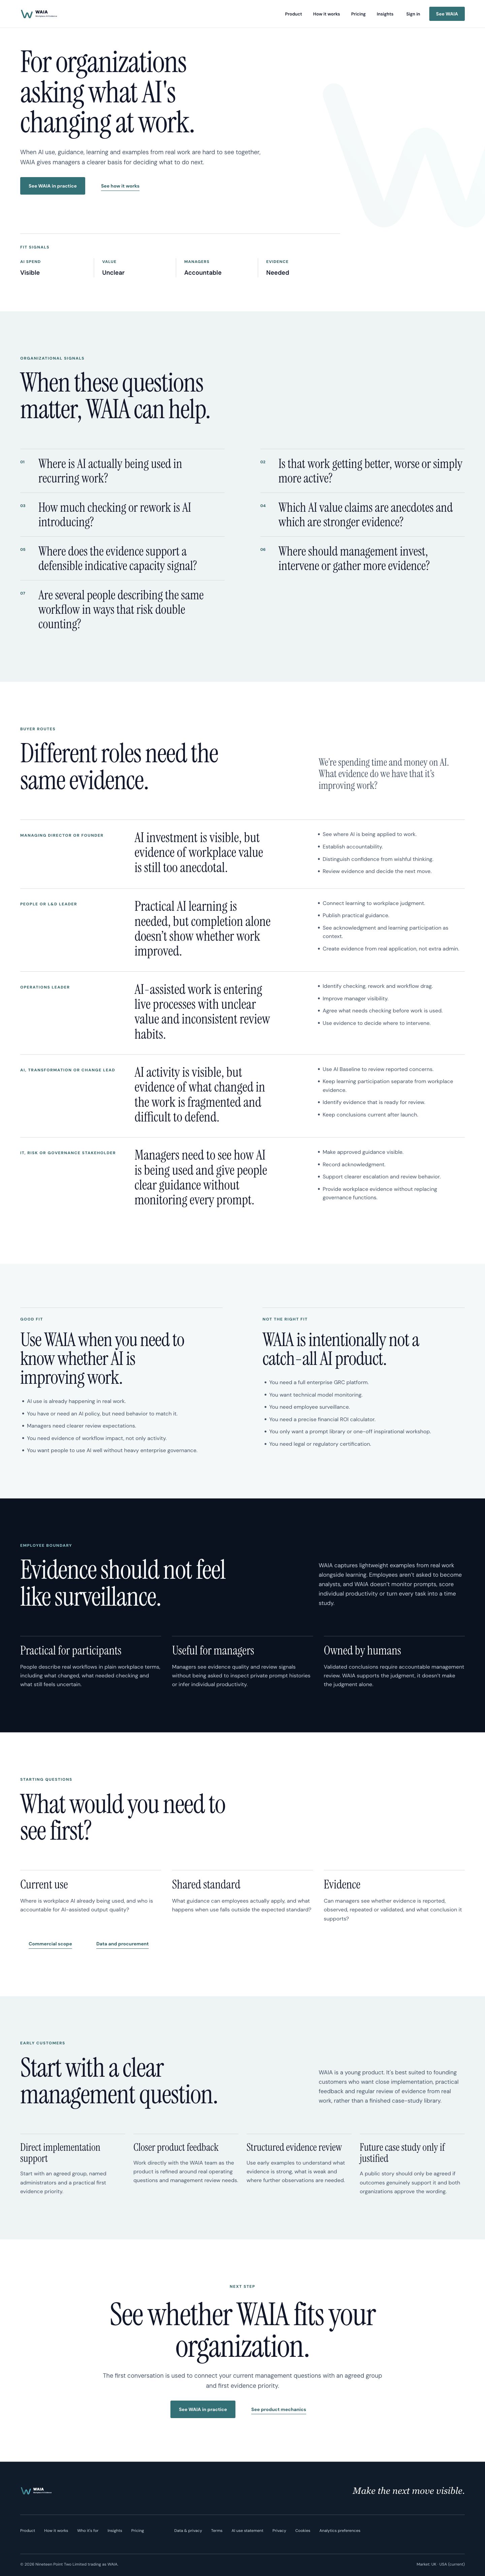 WAIA
Product
How it works
Pricing
Insights
Sign in
See WAIA
For organizations
asking what AI's
changing at work.
When AI use, guidance, learning and examples from real work are hard to see together,
WAIA gives managers a clearer basis for deciding what to do next.
See WAIA in practice
See how it works
FIT SIGNALS
AI SPEND
Visible
VALUE
Unclear
MANAGERS
Accountable
EVIDENCE
Needed
ORGANIZATIONAL SIGNALS
When these questions
matter, WAIA can help.
01
Where is AI actually being used in
recurring work?
02
Is that work getting better, worse or simply
more active?
03
How much checking or rework is AI
introducing?
04
Which AI value claims are anecdotes and
which are stronger evidence?
05
Where does the evidence support a
defensible indicative capacity signal?
06
Where should management invest,
intervene or gather more evidence?
07
Are several people describing the same
workflow in ways that risk double
counting?
BUYER ROUTES
Different roles need the
same evidence.
We're spending time and money on AI.
What evidence do we have that it's
improving work?
MANAGING DIRECTOR OR FOUNDER
AI investment is visible, but
evidence of workplace value
is still too anecdotal.
See where AI is being applied to work.
Establish accountability.
Distinguish confidence from wishful thinking.
Review evidence and decide the next move.
PEOPLE OR L&D LEADER
Practical AI learning is
needed, but completion alone
doesn't show whether work
improved.
Connect learning to workplace judgment.
Publish practical guidance.
See acknowledgment and learning participation as
context.
Create evidence from real application, not extra admin.
OPERATIONS LEADER
AI-assisted work is entering
live processes with unclear
value and inconsistent review
habits.
Identify checking, rework and workflow drag.
Improve manager visibility.
Agree what needs checking before work is used.
Use evidence to decide where to intervene.
AI, TRANSFORMATION OR CHANGE LEAD
AI activity is visible, but
evidence of what changed in
the work is fragmented and
difficult to defend.
Use AI Baseline to review reported concerns.
Keep learning participation separate from workplace
evidence.
Identify evidence that is ready for review.
Keep conclusions current after launch.
IT, RISK OR GOVERNANCE STAKEHOLDER
Managers need to see how AI
is being used and give people
clear guidance without
monitoring every prompt.
Make approved guidance visible.
Record acknowledgment.
Support clearer escalation and review behavior.
Provide workplace evidence without replacing
governance functions.
GOOD FIT
Use WAIA when you need to
know whether AI is
improving work.
AI use is already happening in real work.
You have or need an AI policy, but need behavior to match it.
Managers need clearer review expectations.
You need evidence of workflow impact, not only activity.
You want people to use AI well without heavy enterprise governance.
NOT THE RIGHT FIT
WAIA is intentionally not a
catch-all AI product.
You need a full enterprise GRC platform.
You want technical model monitoring.
You need employee surveillance.
You need a precise financial ROI calculator.
You only want a prompt library or one-off inspirational workshop.
You need legal or regulatory certification.
EMPLOYEE BOUNDARY
Evidence should not feel
like surveillance.
WAIA captures lightweight examples from real work
alongside learning. Employees aren't asked to become
analysts, and WAIA doesn't monitor prompts, score
individual productivity or turn every task into a time
study.
Practical for participants
People describe real workflows in plain workplace terms,
including what changed, what needed checking and
what still feels uncertain.
Useful for managers
Managers see evidence quality and review signals
without being asked to inspect private prompt histories
or infer individual productivity.
Owned by humans
Validated conclusions require accountable management
review. WAIA supports the judgment, it doesn't make
the judgment alone.
STARTING QUESTIONS
What would you need to
see first?
Current use
Where is workplace AI already being used, and who is
accountable for AI-assisted output quality?
Shared standard
What guidance can employees actually apply, and what
happens when use falls outside the expected standard?
Evidence
Can managers see whether evidence is reported,
observed, repeated or validated, and what conclusion it
supports?
Commercial scope
Data and procurement
EARLY CUSTOMERS
Start with a clear
management question.
WAIA is a young product. It's best suited to founding
customers who want close implementation, practical
feedback and regular review of evidence from real
work, rather than a finished case-study library.
Direct implementation
support
Start with an agreed group, named
administrators and a practical first
evidence priority.
Closer product feedback
Work directly with the WAIA team as the
product is refined around real operating
questions and management review needs.
Structured evidence review
Use early examples to understand what
evidence is strong, what is weak and
where further observations are needed.
Future case study only if
justified
A public story should only be agreed if
outcomes genuinely support it and both
organizations approve the wording.
NEXT STEP
See whether WAIA fits your
organization.
The first conversation is used to connect your current management questions with an agreed group
and first evidence priority.
See WAIA in practice
See product mechanics
WAIA
Make the next move visible.
Product
How it works
Who it's for
Insights
Pricing
Data & privacy
Terms
AI use statement
Privacy
Cookies
Analytics preferences
© 2026 Nineteen Point Two Limited trading as WAIA.
Market: UK · USA (current)